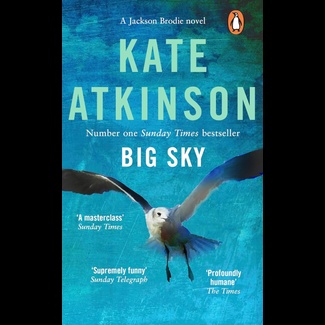 A Jackson Brodie novel
KATE
ATKINSON
Number one Sunday Times bestseller
BIG SKY
'A masterclass'
Sunday Times
'Supremely funny'
Sunday Telegraph
'Profoundly
humane'
The Times